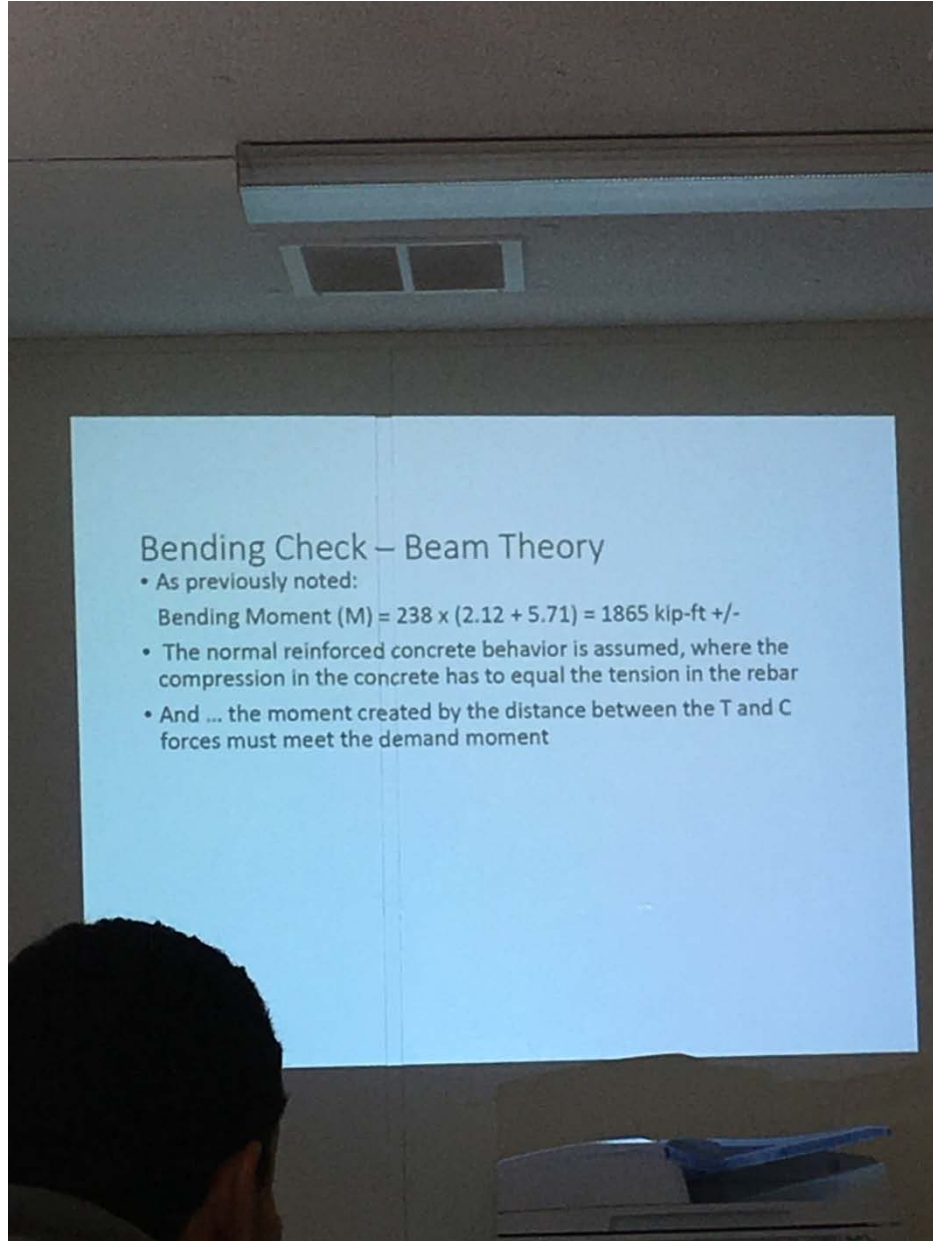 Bending Check – Beam Theory
• As previously noted:
Bending Moment (M) = 238 x (2.12 + 5.71) = 1865 kip-ft +/-
• The normal reinforced concrete behavior is assumed, where the
compression in the concrete has to equal the tension in the rebar
• And ... the moment created by the distance between the T and C
forces must meet the demand moment